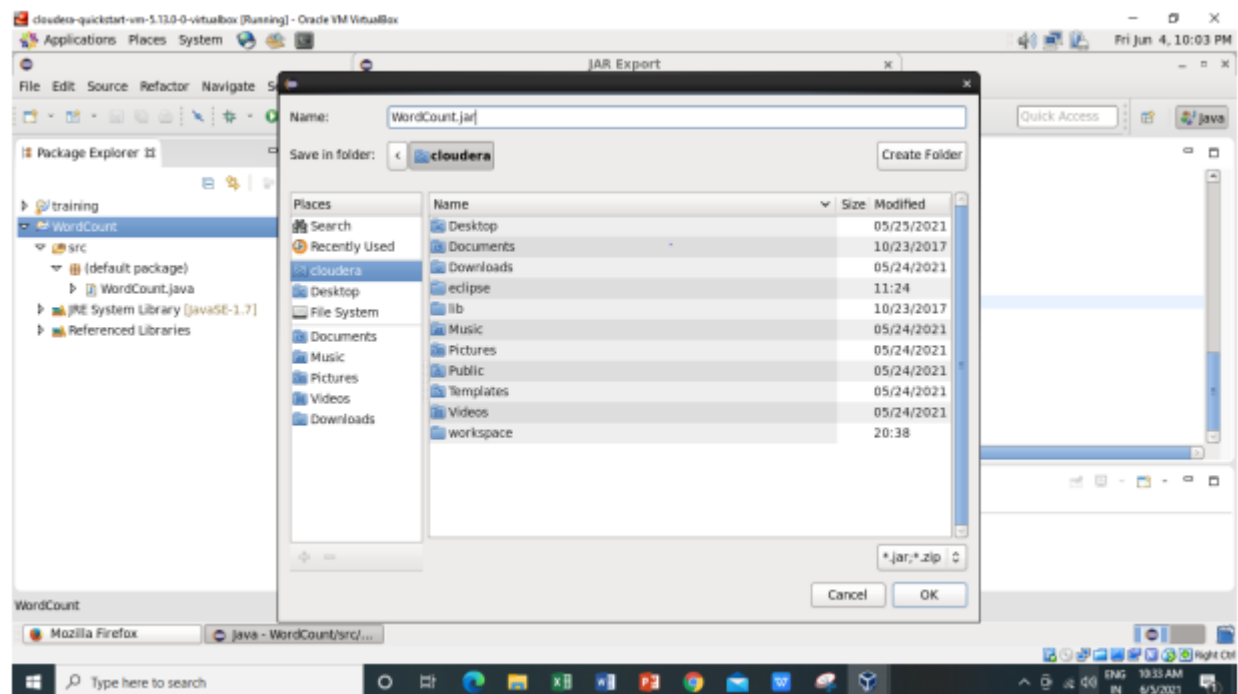 cloudera-quickstart-vm-5.13.0-0-virtualbox [Running] - Oracle VM VirtualBox
Applications Places System Fri Jun 4, 10:03 PM
JAR Export
File Edit Source Refactor Navigate
Name: WordCount.jar
Quick Access Java
Package Explorer
Save in folder: cloudera Create Folder
training
WordCount
src
(default package)
WordCount.java
JRE System Library [JavaSE-1.7]
Referenced Libraries
Places
Search
Recently Used
cloudera
Desktop
File System
Documents
Music
Pictures
Videos
Downloads
Name Size Modified
Desktop 05/25/2021
Documents 10/23/2017
Downloads 05/24/2021
eclipse 11:24
lib 10/23/2017
Music 05/24/2021
Pictures 05/24/2021
Public 05/24/2021
Templates 05/24/2021
Videos 05/24/2021
workspace 20:38
*.jar;*.zip
Cancel OK
WordCount
Mozilla Firefox Java - WordCount/src/...
Right Ctrl
Type here to search
ENG 10:33 AM
IN 6/5/2021